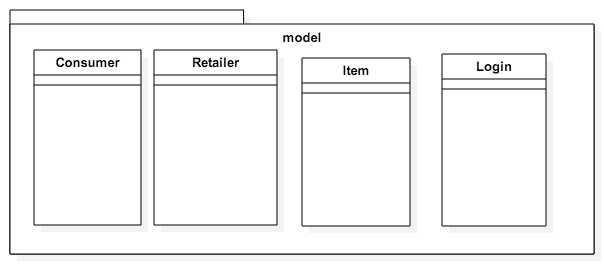 model
Consumer
Retailer
Item
Login